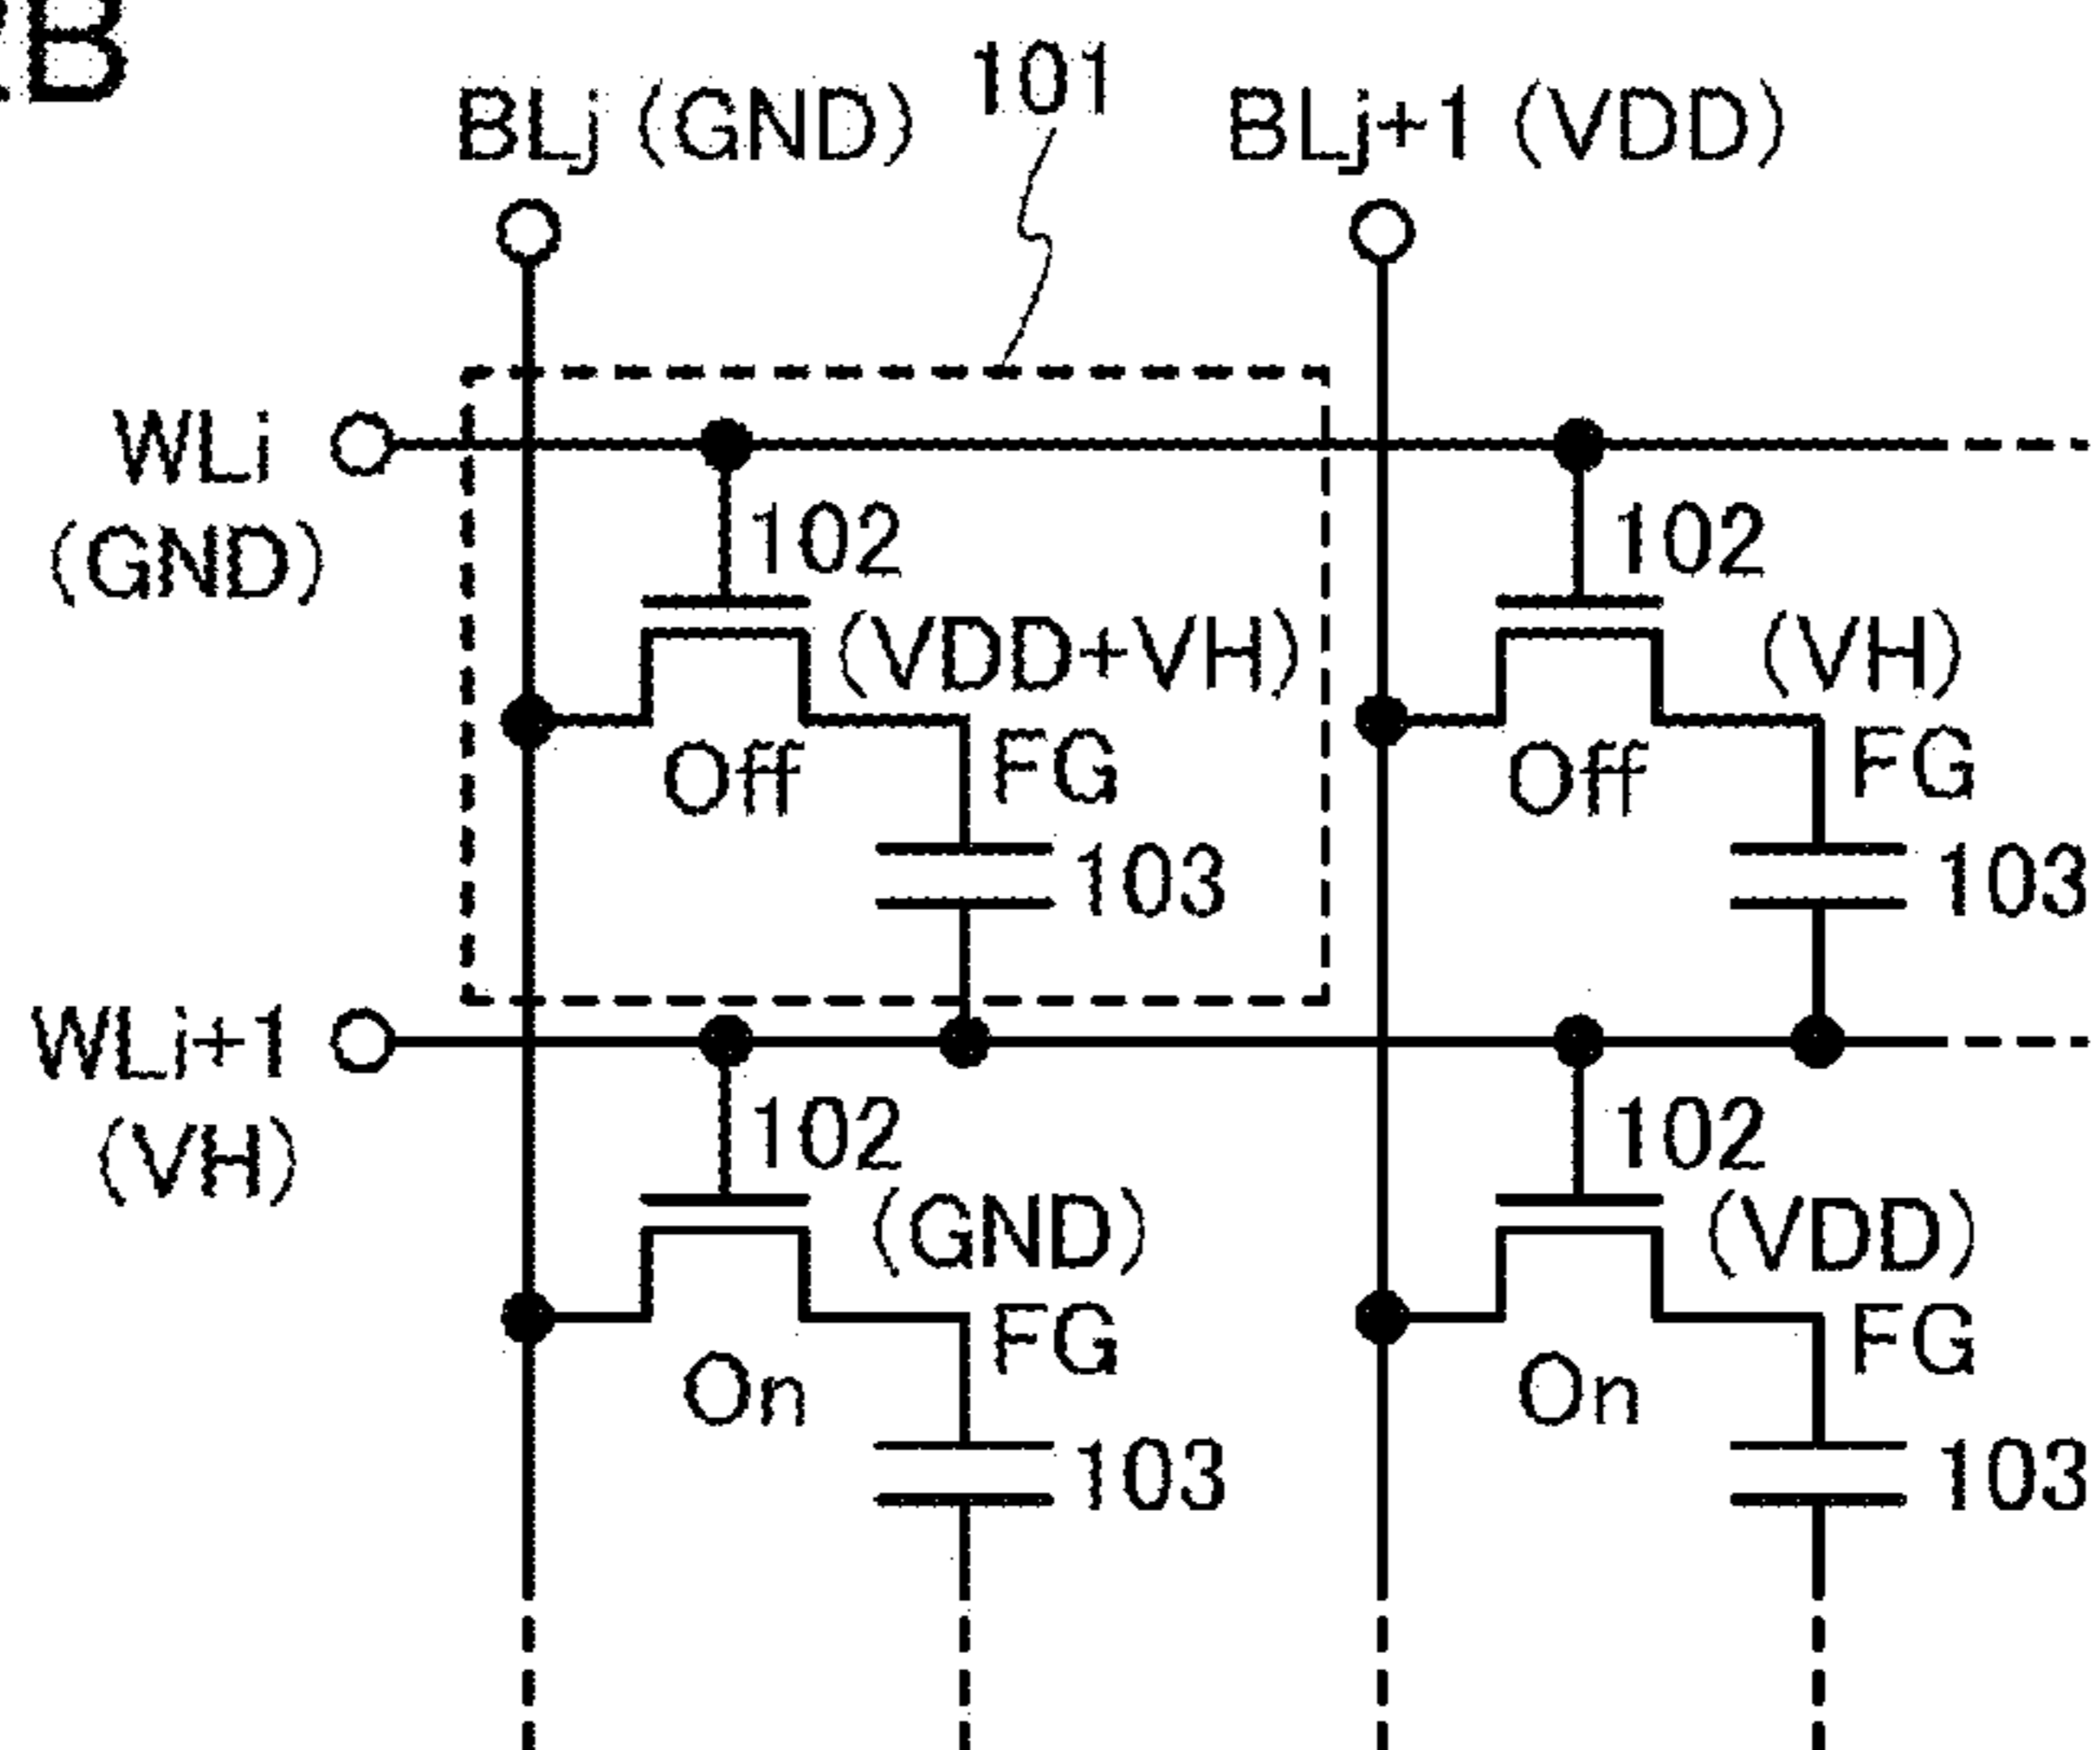 B
101
BLj (GND) BLj+1 (VDD)
WLi
(GND)
102 102
(VDD+VH) (VH)
FG FG
Off Off
103 103
WLi+1
(VH)
102 102
(GND) (VDD)
FG FG
On On
103 103